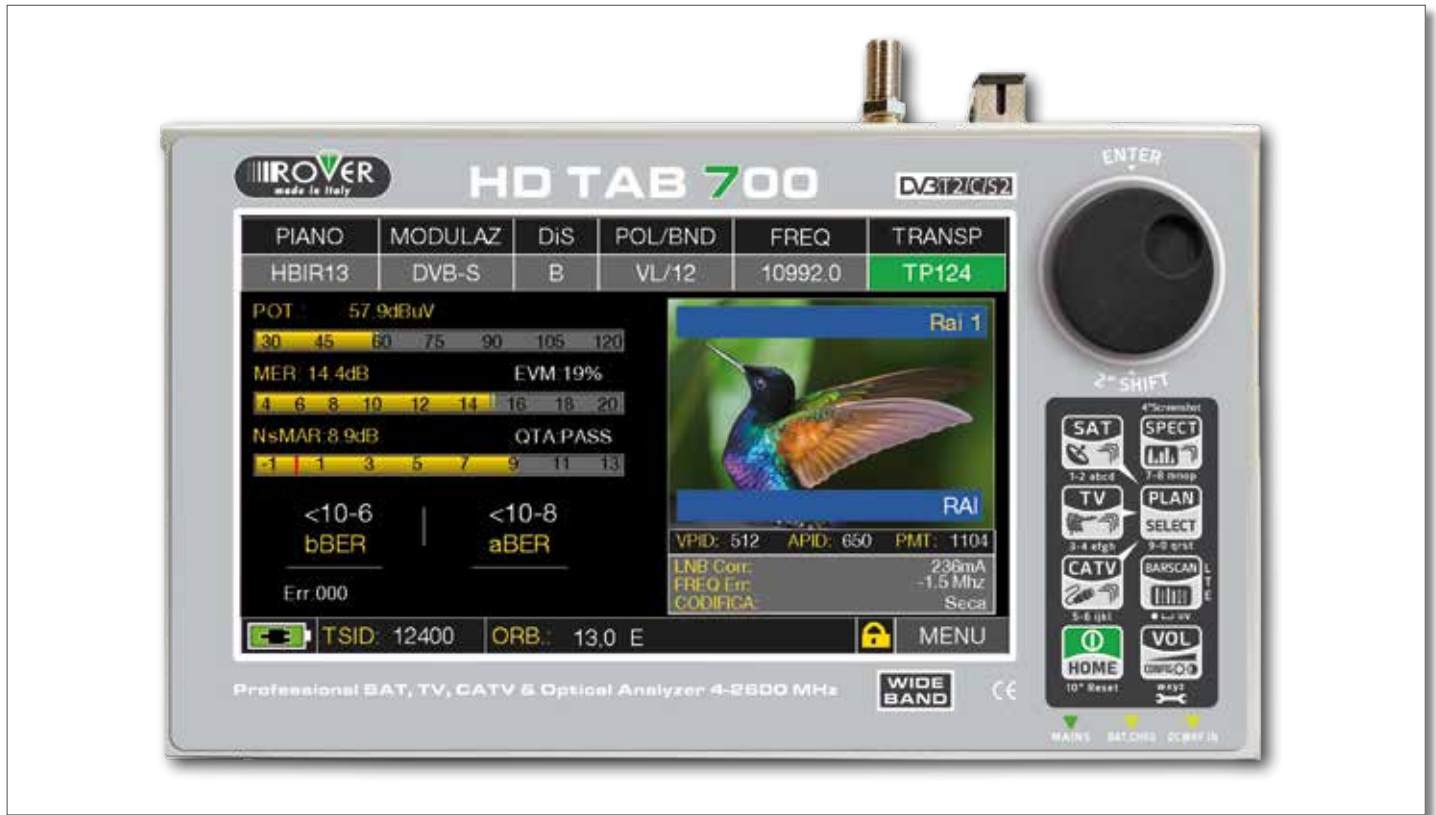 ROVER
made in Italy
HD TAB 700
DVB T2/C/S2
PIANO MODULAZ DiS POL/BND FREQ TRANSP
HBIR13 DVB-S B VL/12 10992.0 TP124
POT.: 57.9dBuV
30 45 60 75 90 105 120
MER: 14.4dB EVM:19%
4 6 8 10 12 14 16 18 20
NsMAR:8.9dB QTA:PASS
-1 1 3 5 7 9 11 13
<10-6 <10-8
bBER aBER
Err.000
Rai 1
RAI
VPID: 512 APID: 650 PMT: 1104
LNB Corr: 236mA
FREQ Err: -1.5 Mhz
CODIFICA: Seca
TSID: 12400 ORB.: 13,0 E MENU
Professional SAT, TV, CATV & Optical Analyzer 4-2600 MHz
WIDE
BAND
CE
ENTER
2" SHIFT
4"Screenshot
SAT SPECT
1-2 abcd 7-8 mnop
TV PLAN
SELECT
3-4 efgh 9-0 qrst
CATV BARSCAN
LTE
5-6 ijkl
HOME VOL
CONFIG
10" Reset wxyz
MAINS BAT.CHRG